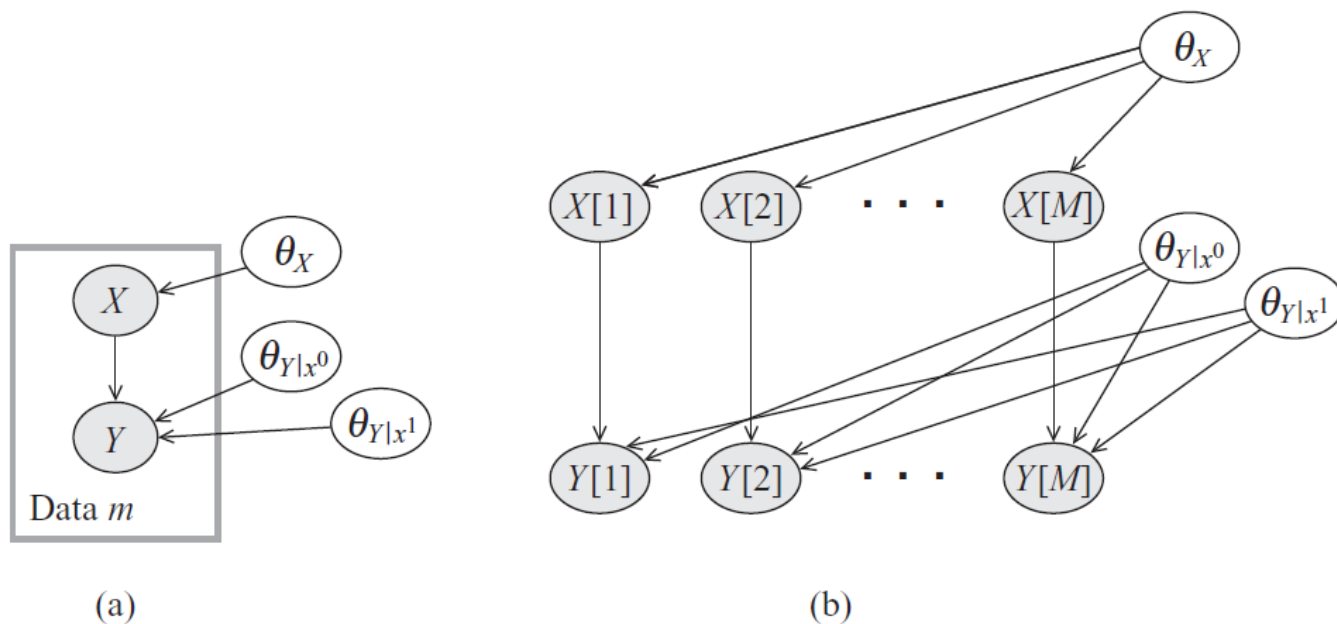 θ_X
X
θ_{Y|x^0}
Y
θ_{Y|x^1}
Data m
(a)
θ_X
X[1] X[2] . . . X[M]
θ_{Y|x^0}
θ_{Y|x^1}
Y[1] Y[2] . . . Y[M]
(b)